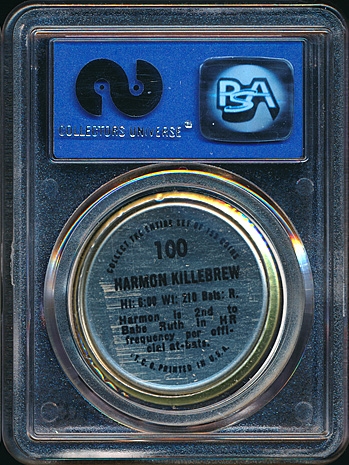 COLLECTORS UNIVERSE
PSA
COLLECT THE ENTIRE SET OF 153 COINS
100
HARMON KILLEBREW
Ht: 6:00 Wt: 210 Bats: R.
Harmon is 2nd to
Babe Ruth in HR
frequency per offi-
cial at-bats.
T.C.G. PRINTED IN U.S.A.